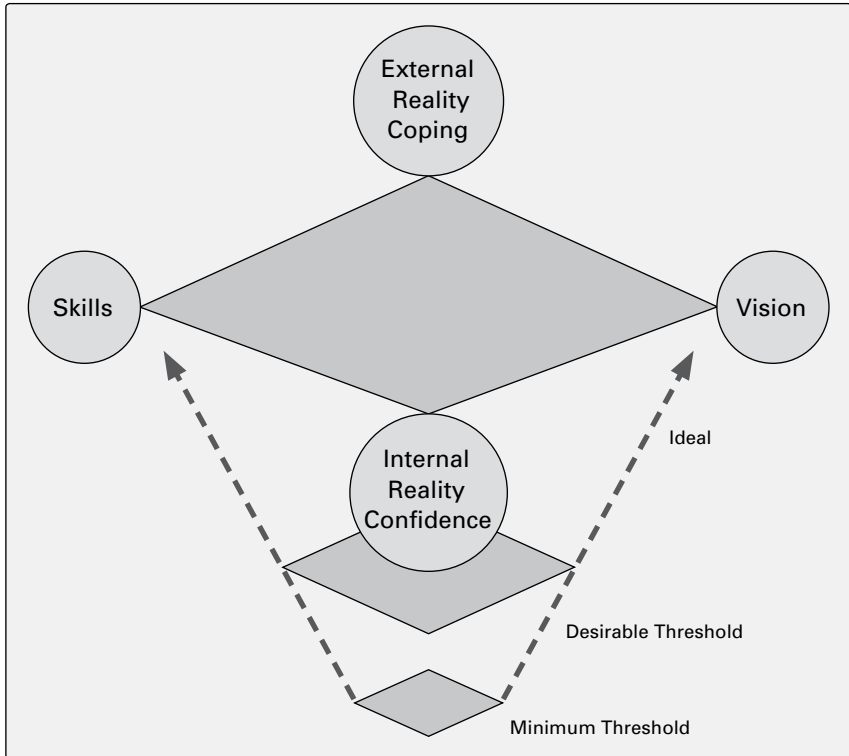 External
Reality
Coping
Skills
Vision
Ideal
Internal
Reality
Confidence
Desirable Threshold
Minimum Threshold